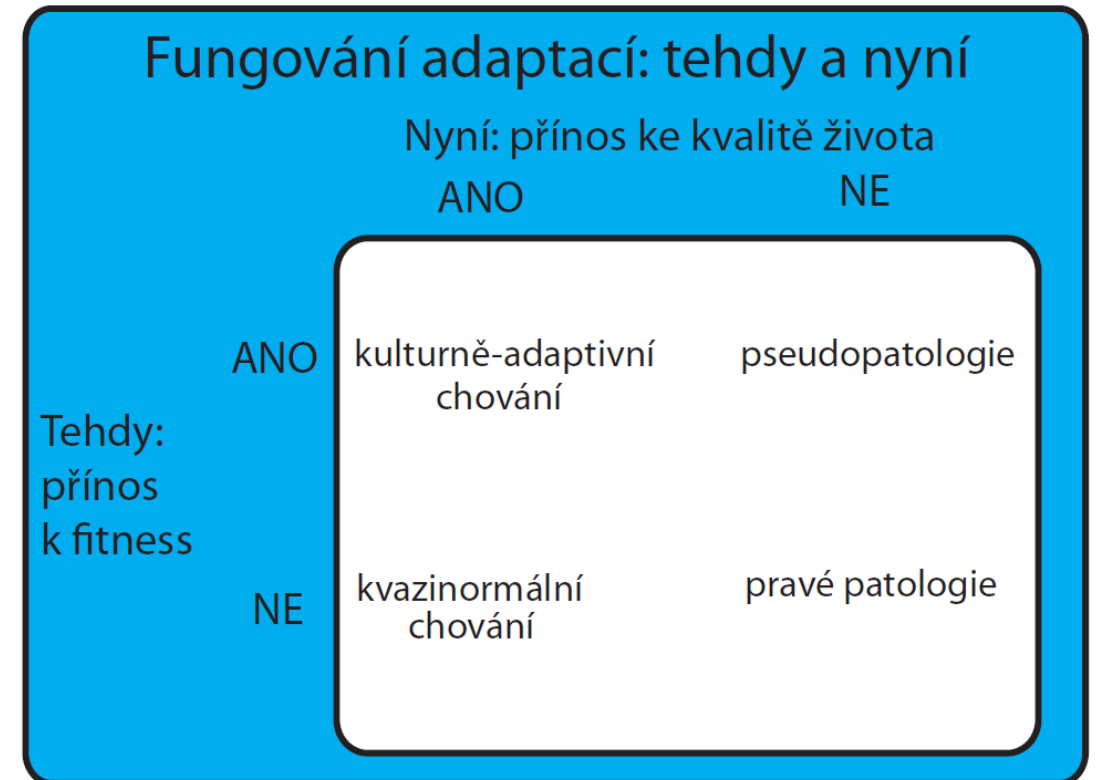 Fungování adaptací: tehdy a nyní
Nyní: přínos ke kvalitě života
ANO NE
ANO kulturně-adaptivní pseudopatologie
chování
Tehdy:
přínos
k fitness
NE kvazinormální pravé patologie
chování